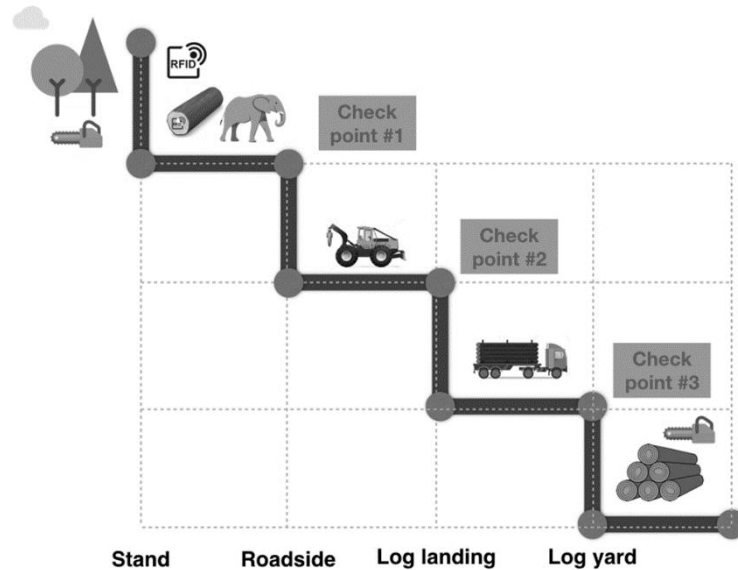 RFID
Check
point #1
Check
point #2
Check
point #3
Stand
Roadside
Log landing
Log yard